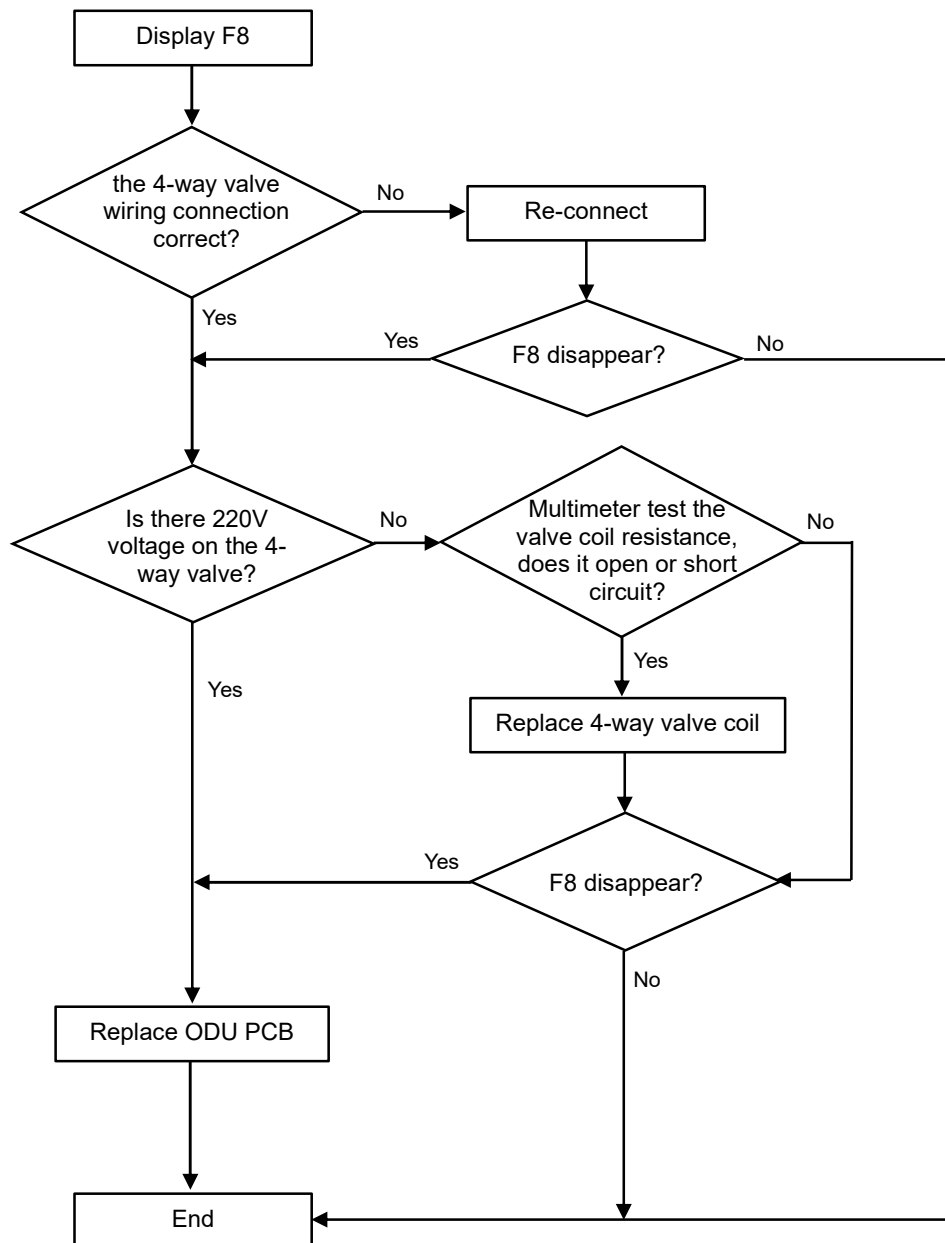 Display F8
the 4-way valve
wiring connection
correct?
No
Re-connect
Yes
Yes
F8 disappear?
No
Is there 220V
voltage on the 4-
way valve?
No
Multimeter test the
valve coil resistance,
does it open or short
circuit?
No
Yes
Yes
Replace 4-way valve coil
Yes
F8 disappear?
No
Replace ODU PCB
End